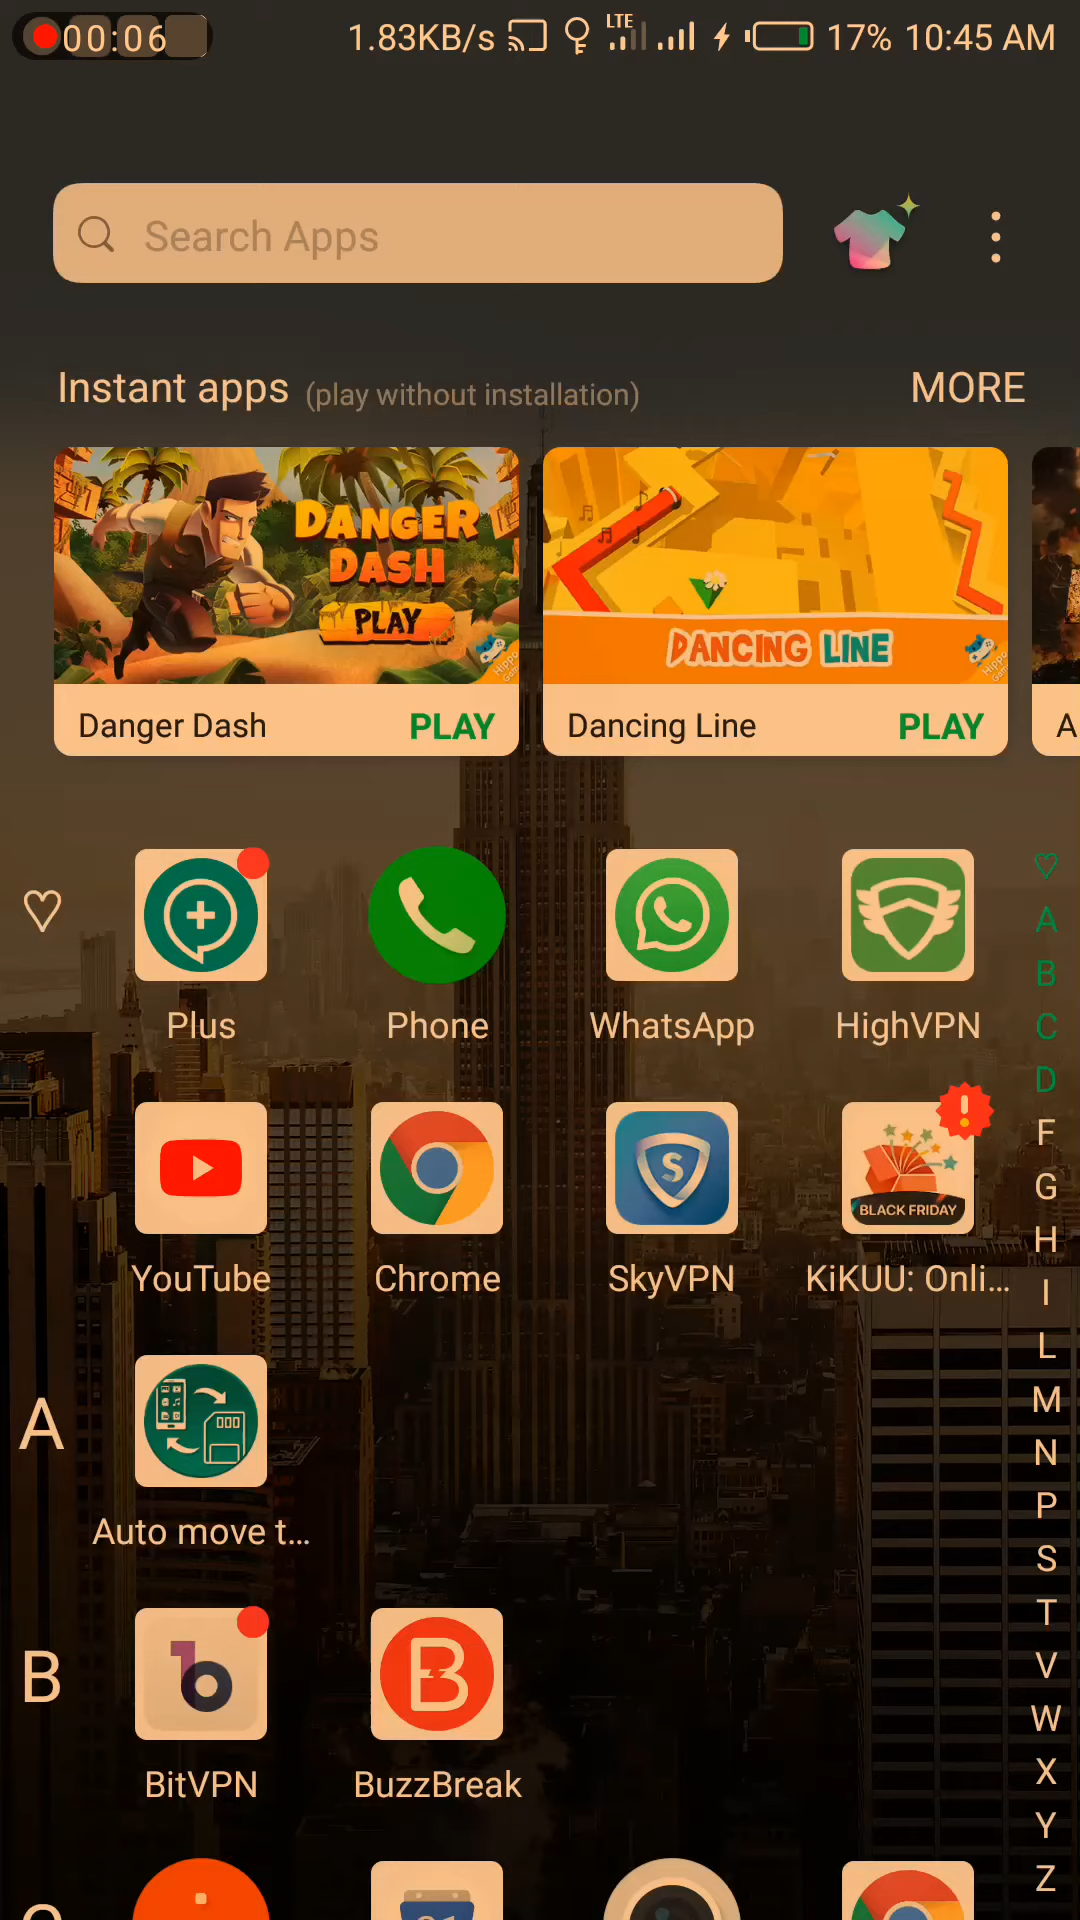 00:06 1.83KB/s LTE 17% 10:45 AM
Search Apps
Instant apps (play without installation) MORE
DANGER DASH
PLAY
DANCING LINE
Danger Dash PLAY
Dancing Line PLAY
A
Plus Phone WhatsApp HighVPN
BLACK FRIDAY
YouTube Chrome SkyVPN KiKUU: Onli...
A
Auto move t...
B
BitVPN BuzzBreak
A
B
C
D
F
G
H
I
L
M
N
P
S
T
V
W
X
Y
Z